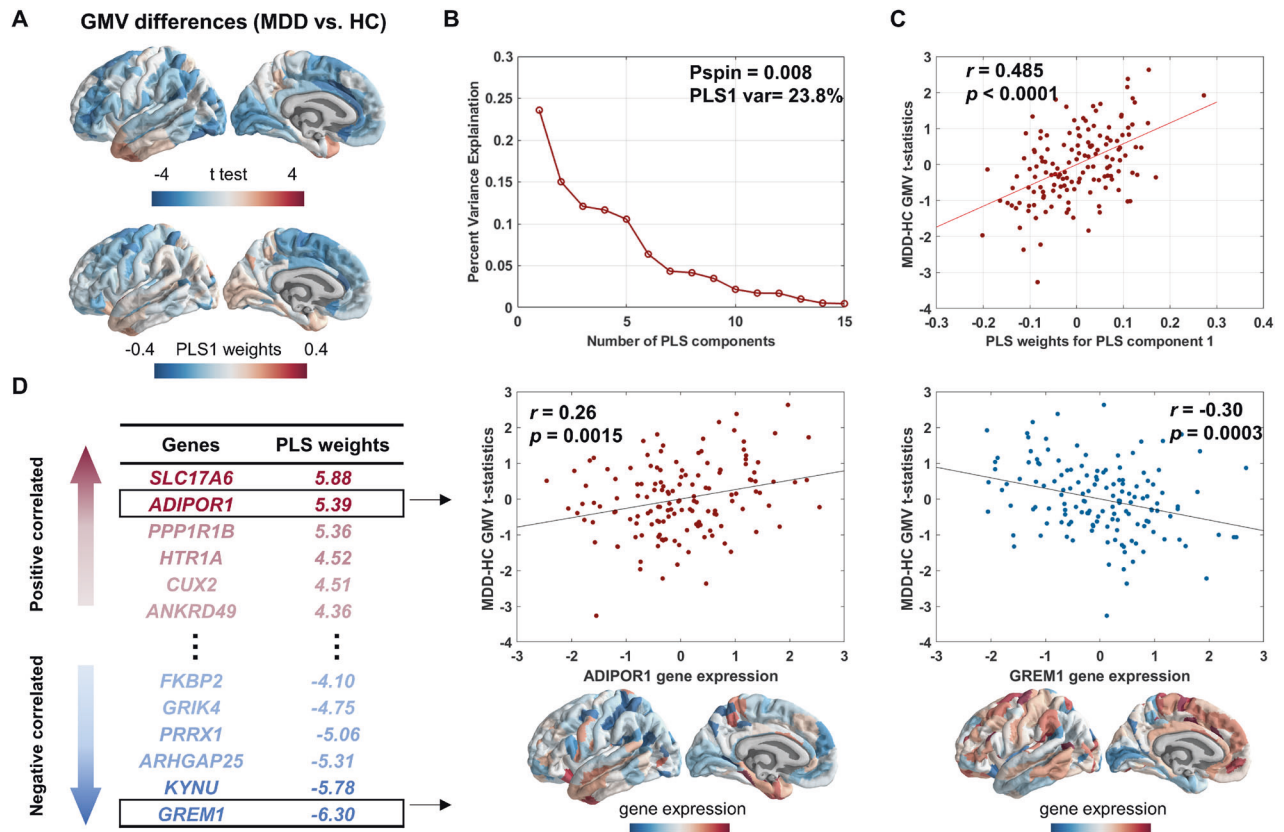 A
GMV differences (MDD vs. HC)
-4 t test 4
-0.4 PLS1 weights 0.4
B
Pspin = 0.008
PLS1 var= 23.8%
Percent Variance Explaination
0.3
0.25
0.2
0.15
0.1
0.05
0
0 5 10 15
Number of PLS components
C
r = 0.485
p < 0.0001
MDD-HC GMV t-statistics
3
2
1
0
-1
-2
-3
-4
-0.3 -0.2 -0.1 0 0.1 0.2 0.3 0.4
PLS weights for PLS component 1
D
Positive correlated
Negative correlated
Genes PLS weights
SLC17A6 5.88
ADIPOR1 5.39
PPP1R1B 5.36
HTR1A 4.52
CUX2 4.51
ANKRD49 4.36
FKBP2 -4.10
GRIK4 -4.75
PRRX1 -5.06
ARHGAP25 -5.31
KYNU -5.78
GREM1 -6.30
r = 0.26
p = 0.0015
MDD-HC GMV t-statistics
3
2
1
0
-1
-2
-3
-4
-3 -2 -1 0 1 2 3
ADIPOR1 gene expression
gene expression
r = -0.30
p = 0.0003
MDD-HC GMV t-statistics
3
2
1
0
-1
-2
-3
-4
-3 -2 -1 0 1 2 3
GREM1 gene expression
gene expression